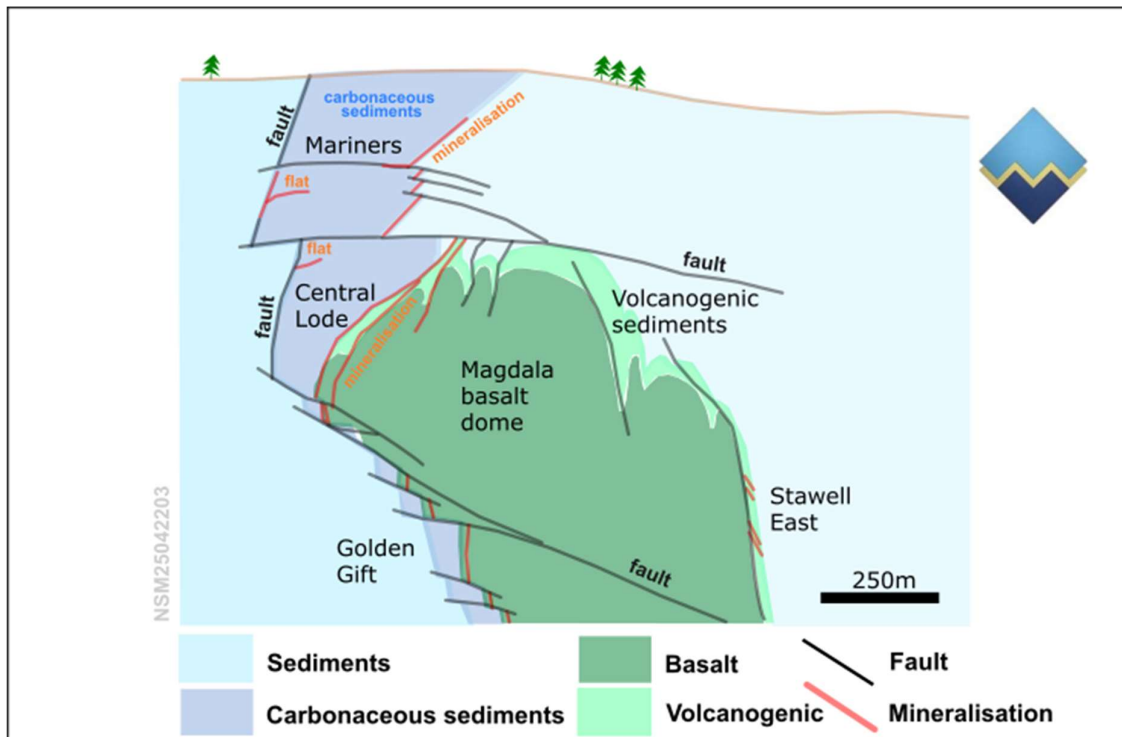 carbonaceous
sediments
fault
Mariners
mineralisation
flat
flat
fault
Central
Lode
fault
mineralisation
Volcanogenic
sediments
Magdala
basalt
dome
Stawell
East
Golden
Gift
fault
250m
NSM25042203
Sediments
Basalt
Fault
Carbonaceous sediments
Volcanogenic
Mineralisation